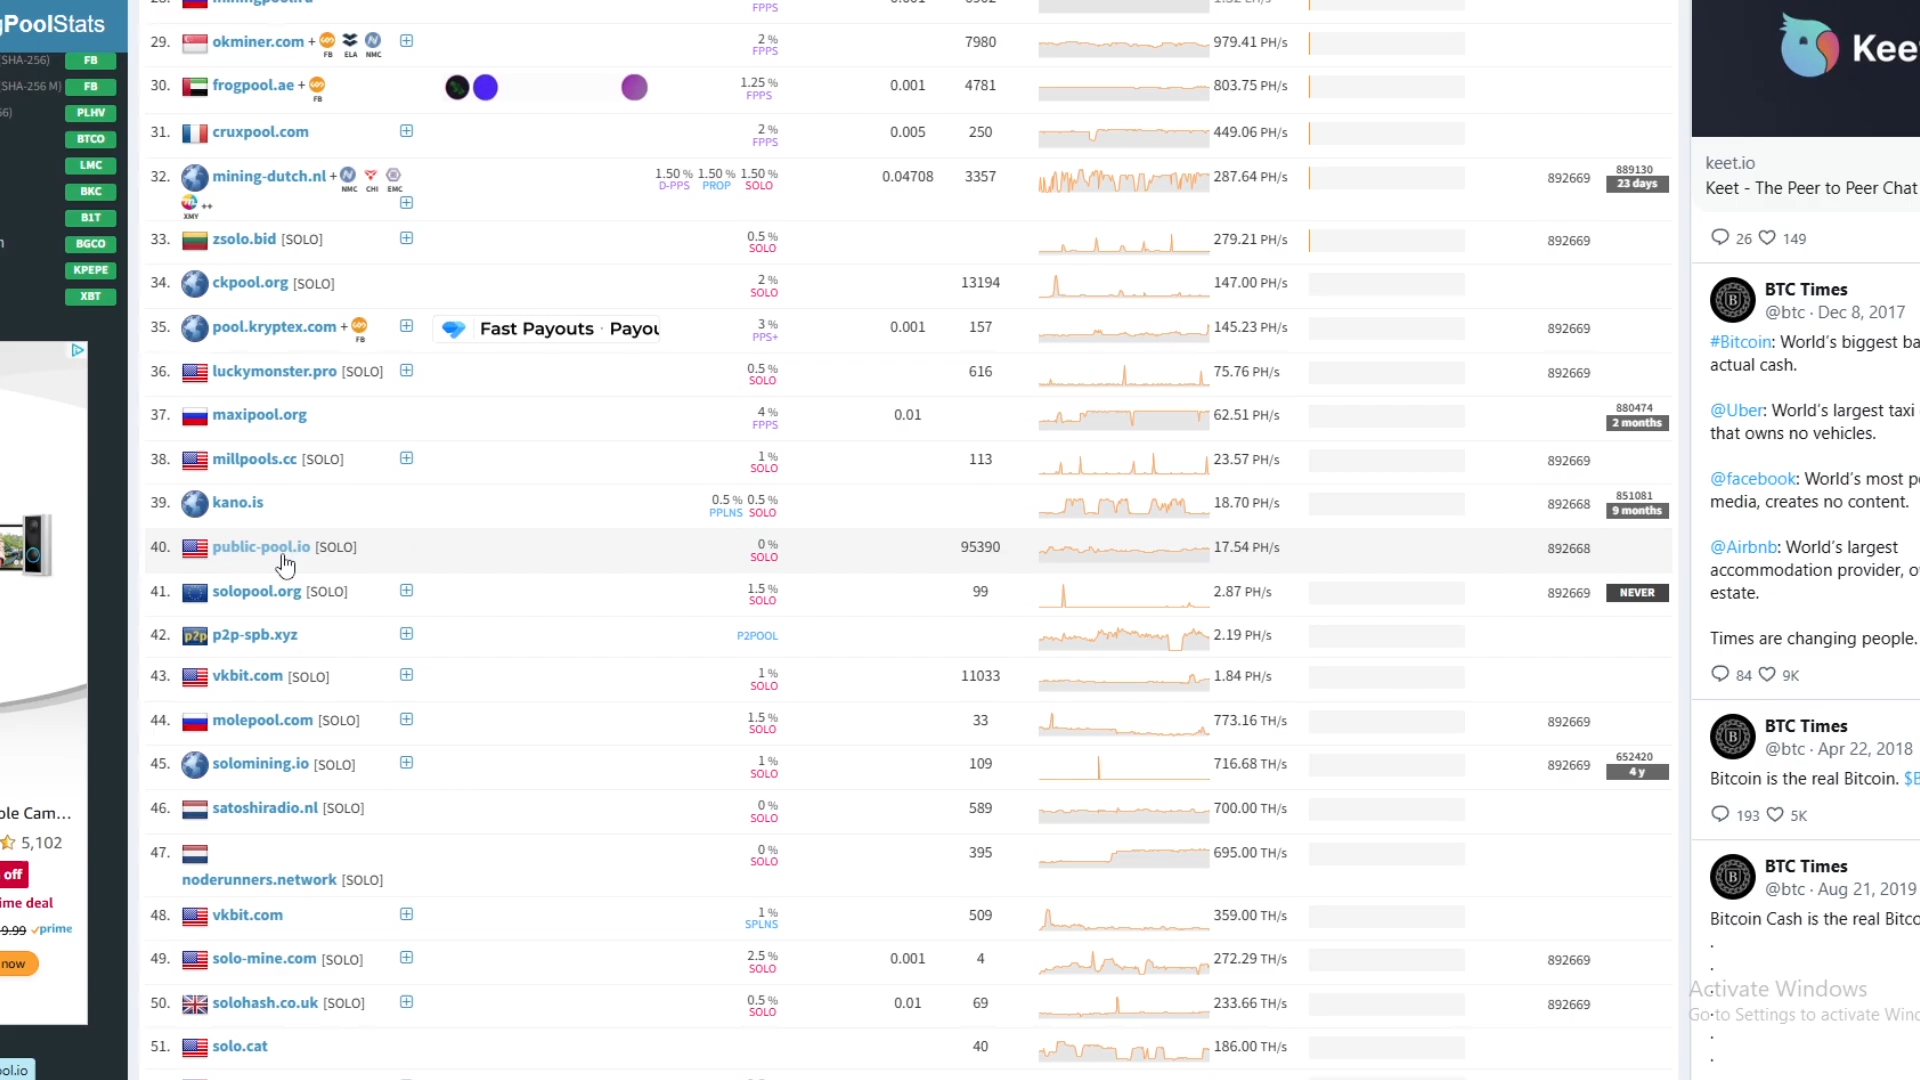 gPoolStats
SHA-256)
FB
(SHA-256 M)
FB
PLHV
BTCO
LMC
BKC
B1T
BGCO
KPEPE
XBT
ole Cam...
5,102
off
ime deal
9.99 prime
now
ool.io
FPPS
29. okminer.com + FB ELA NMC 2 % FPPS 7980 979.41 PH/s
30. frogpool.ae + FB 1.25 % FPPS 0.001 4781 803.75 PH/s
31. cruxpool.com 2 % FPPS 0.005 250 449.06 PH/s
32. mining-dutch.nl + NMC CHI EMC XMY ++ 1.50 % D-PPS 1.50 % PROP 1.50 % SOLO 0.04708 3357 287.64 PH/s 892669 889130 23 days
33. zsolo.bid [SOLO] 0.5 % SOLO 279.21 PH/s 892669
34. ckpool.org [SOLO] 2 % SOLO 13194 147.00 PH/s
35. pool.kryptex.com + FB Fast Payouts · Payou 3 % PPS+ 0.001 157 145.23 PH/s 892669
36. luckymonster.pro [SOLO] 0.5 % SOLO 616 75.76 PH/s 892669
37. maxipool.org 4 % FPPS 0.01 62.51 PH/s 880474 2 months
38. millpools.cc [SOLO] 1 % SOLO 113 23.57 PH/s 892669
39. kano.is 0.5 % PPLNS 0.5 % SOLO 18.70 PH/s 892668 851081 9 months
40. public-pool.io [SOLO] 0 % SOLO 95390 17.54 PH/s 892668
41. solopool.org [SOLO] 1.5 % SOLO 99 2.87 PH/s 892669 NEVER
42. p2p p2p-spb.xyz P2POOL 2.19 PH/s
43. vkbit.com [SOLO] 1 % SOLO 11033 1.84 PH/s
44. molepool.com [SOLO] 1.5 % SOLO 33 773.16 TH/s 892669
45. solomining.io [SOLO] 1 % SOLO 109 716.68 TH/s 892669 652420 4 y
46. satoshiradio.nl [SOLO] 0 % SOLO 589 700.00 TH/s
47. noderunners.network [SOLO] 0 % SOLO 395 695.00 TH/s
48. vkbit.com 1 % SPLNS 509 359.00 TH/s
49. solo-mine.com [SOLO] 2.5 % SOLO 0.001 4 272.29 TH/s 892669
50. solohash.co.uk [SOLO] 0.5 % SOLO 0.01 69 233.66 TH/s 892669
51. solo.cat 40 186.00 TH/s
Keet
keet.io
Keet - The Peer to Peer Chat
26 149
BTC Times
@btc · Dec 8, 2017
#Bitcoin: World's biggest ba
actual cash.
@Uber: World's largest taxi
that owns no vehicles.
@facebook: World's most p
media, creates no content.
@Airbnb: World's largest
accommodation provider, o
estate.
Times are changing people.
84 9K
BTC Times
@btc · Apr 22, 2018
Bitcoin is the real Bitcoin. $B
193 5K
BTC Times
@btc · Aug 21, 2019
Bitcoin Cash is the real Bitco
.
.
.
.
.
.
Activate Windows
Go to Settings to activate Wind